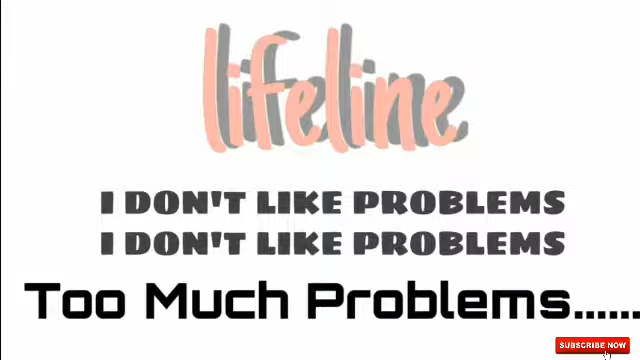 lifeline
I DON'T LIKE PROBLEMS
I DON'T LIKE PROBLEMS
Too Much Problems......
SUBSCRIBE NOW